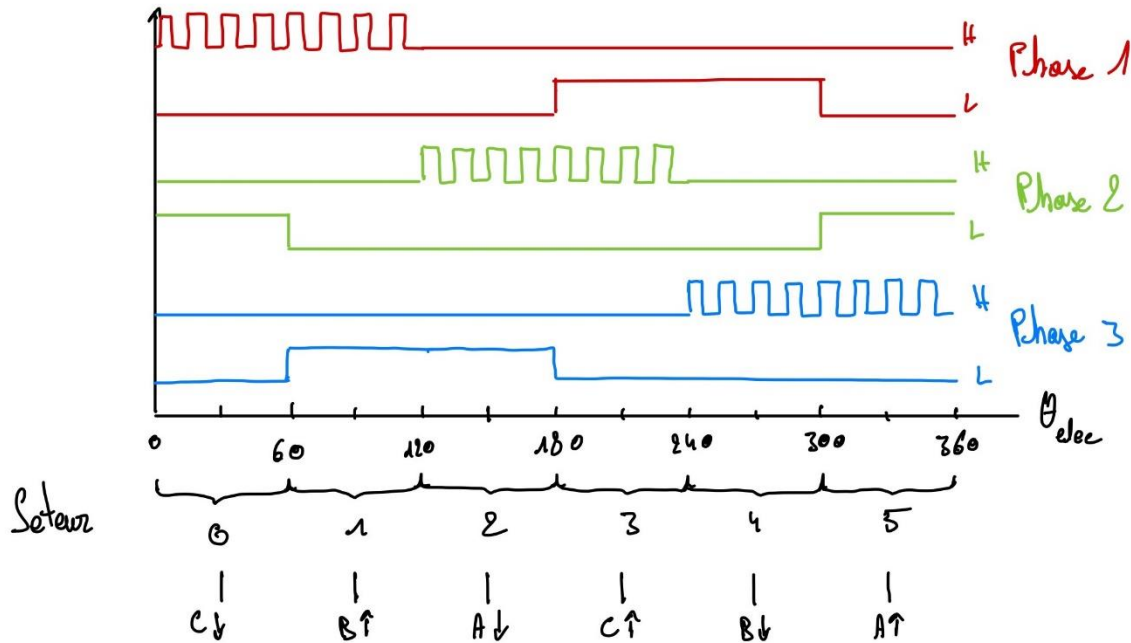 H
Phase 1
L
H
Phase 2
L
H
Phase 3
L
0 60 120 180 240 300 360 θelec
Seteur 0 1 2 3 4 5
C↓ B↑ A↓ C↑ B↓ A↑